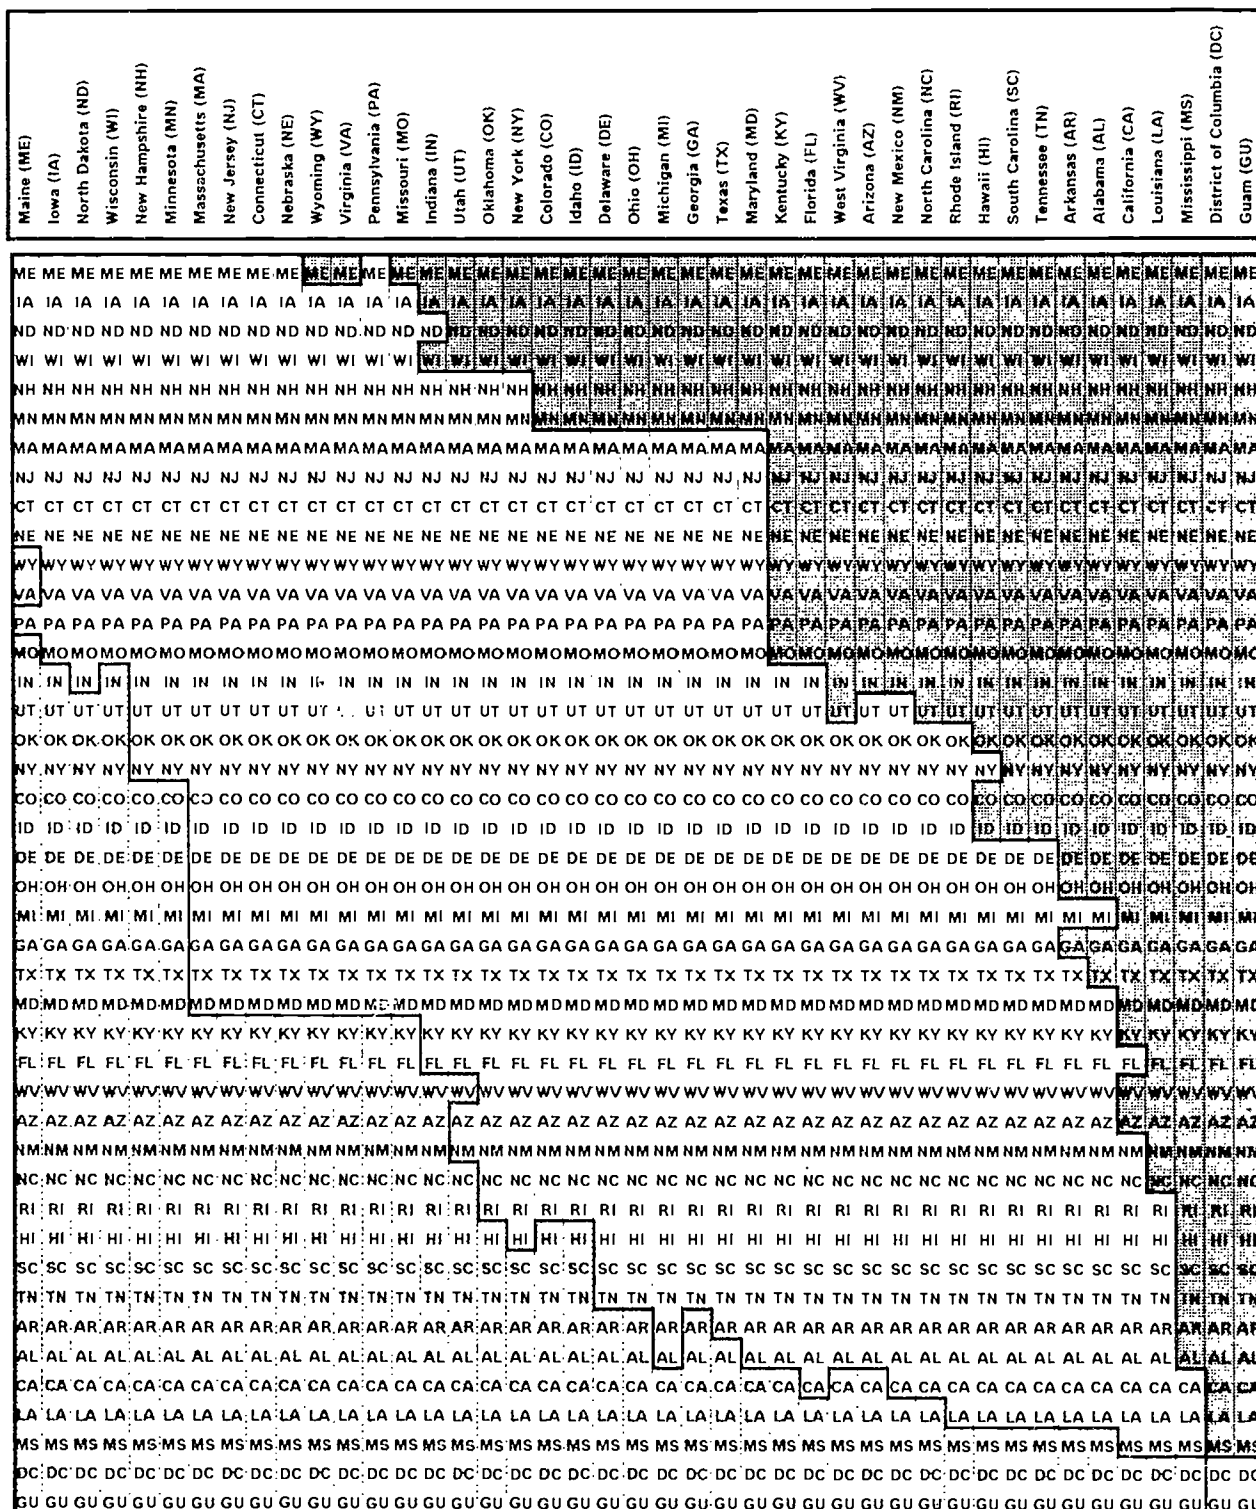 Maine (ME)
Iowa (IA)
North Dakota (ND)
Wisconsin (WI)
New Hampshire (NH)
Minnesota (MN)
Massachusetts (MA)
New Jersey (NJ)
Connecticut (CT)
Nebraska (NE)
Wyoming (WY)
Virginia (VA)
Pennsylvania (PA)
Missouri (MO)
Indiana (IN)
Utah (UT)
Oklahoma (OK)
New York (NY)
Colorado (CO)
Idaho (ID)
Delaware (DE)
Ohio (OH)
Michigan (MI)
Georgia (GA)
Texas (TX)
Maryland (MD)
Kentucky (KY)
Florida (FL)
West Virginia (WV)
Arizona (AZ)
New Mexico (NM)
North Carolina (NC)
Rhode Island (RI)
Hawaii (HI)
South Carolina (SC)
Tennessee (TN)
Arkansas (AR)
Alabama (AL)
California (CA)
Louisiana (LA)
Mississippi (MS)
District of Columbia (DC)
Guam (GU)
ME ME ME ME ME ME ME ME ME ME ME ME ME ME ME ME ME ME ME ME ME ME ME ME ME ME ME ME ME ME ME ME ME ME ME ME ME ME ME ME ME ME ME
IA IA IA IA IA IA IA IA IA IA IA IA IA IA IA IA IA IA IA IA IA IA IA IA IA IA IA IA IA IA IA IA IA IA IA IA IA IA IA IA IA IA IA
ND ND ND ND ND ND ND ND ND ND ND ND ND ND ND ND ND ND ND ND ND ND ND ND ND ND ND ND ND ND ND ND ND ND ND ND ND ND ND ND ND ND ND
WI WI WI WI WI WI WI WI WI WI WI WI WI WI WI WI WI WI WI WI WI WI WI WI WI WI WI WI WI WI WI WI WI WI WI WI WI WI WI WI WI WI WI
NH NH NH NH NH NH NH NH NH NH NH NH NH NH NH NH NH NH NH NH NH NH NH NH NH NH NH NH NH NH NH NH NH NH NH NH NH NH NH NH NH NH NH
MN MN MN MN MN MN MN MN MN MN MN MN MN MN MN MN MN MN MN MN MN MN MN MN MN MN MN MN MN MN MN MN MN MN MN MN MN MN MN MN MN MN MN
MA MA MA MA MA MA MA MA MA MA MA MA MA MA MA MA MA MA MA MA MA MA MA MA MA MA MA MA MA MA MA MA MA MA MA MA MA MA MA MA MA MA MA
NJ NJ NJ NJ NJ NJ NJ NJ NJ NJ NJ NJ NJ NJ NJ NJ NJ NJ NJ NJ NJ NJ NJ NJ NJ NJ NJ NJ NJ NJ NJ NJ NJ NJ NJ NJ NJ NJ NJ NJ NJ NJ NJ
CT CT CT CT CT CT CT CT CT CT CT CT CT CT CT CT CT CT CT CT CT CT CT CT CT CT CT CT CT CT CT CT CT CT CT CT CT CT CT CT CT CT CT
NE NE NE NE NE NE NE NE NE NE NE NE NE NE NE NE NE NE NE NE NE NE NE NE NE NE NE NE NE NE NE NE NE NE NE NE NE NE NE NE NE NE NE
WY WY WY WY WY WY WY WY WY WY WY WY WY WY WY WY WY WY WY WY WY WY WY WY WY WY WY WY WY WY WY WY WY WY WY WY WY WY WY WY WY WY WY
VA VA VA VA VA VA VA VA VA VA VA VA VA VA VA VA VA VA VA VA VA VA VA VA VA VA VA VA VA VA VA VA VA VA VA VA VA VA VA VA VA VA VA
PA PA PA PA PA PA PA PA PA PA PA PA PA PA PA PA PA PA PA PA PA PA PA PA PA PA PA PA PA PA PA PA PA PA PA PA PA PA PA PA PA PA PA
MO MO MO MO MO MO MO MO MO MO MO MO MO MO MO MO MO MO MO MO MO MO MO MO MO MO MO MO MO MO MO MO MO MO MO MO MO MO MO MO MO MO MO
IN IN IN IN IN IN IN IN IN IN IN IN IN IN IN IN IN IN IN IN IN IN IN IN IN IN IN IN IN IN IN IN IN IN IN IN IN IN IN IN IN IN
UT UT UT UT UT UT UT UT UT UT UT UT UT UT UT UT UT UT UT UT UT UT UT UT UT UT UT UT UT UT UT UT UT UT UT UT UT UT UT UT UT
OK OK OK OK OK OK OK OK OK OK OK OK OK OK OK OK OK OK OK OK OK OK OK OK OK OK OK OK OK OK OK OK OK OK OK OK OK OK OK OK OK OK OK
NY NY NY NY NY NY NY NY NY NY NY NY NY NY NY NY NY NY NY NY NY NY NY NY NY NY NY NY NY NY NY NY NY NY NY NY NY NY NY NY NY NY NY
CO CO CO CO CO CO CO CO CO CO CO CO CO CO CO CO CO CO CO CO CO CO CO CO CO CO CO CO CO CO CO CO CO CO CO CO CO CO CO CO CO CO CO
ID ID ID ID ID ID ID ID ID ID ID ID ID ID ID ID ID ID ID ID ID ID ID ID ID ID ID ID ID ID ID ID ID ID ID ID ID ID ID ID ID ID ID
DE DE DE DE DE DE DE DE DE DE DE DE DE DE DE DE DE DE DE DE DE DE DE DE DE DE DE DE DE DE DE DE DE DE DE DE DE DE DE DE DE DE DE
OH OH OH OH OH OH OH OH OH OH OH OH OH OH OH OH OH OH OH OH OH OH OH OH OH OH OH OH OH OH OH OH OH OH OH OH OH OH OH OH OH OH OH
MI MI MI MI MI MI MI MI MI MI MI MI MI MI MI MI MI MI MI MI MI MI MI MI MI MI MI MI MI MI MI MI MI MI MI MI MI MI MI MI MI MI MI
GA GA GA GA GA GA GA GA GA GA GA GA GA GA GA GA GA GA GA GA GA GA GA GA GA GA GA GA GA GA GA GA GA GA GA GA GA GA GA GA GA GA GA
TX TX TX TX TX TX TX TX TX TX TX TX TX TX TX TX TX TX TX TX TX TX TX TX TX TX TX TX TX TX TX TX TX TX TX TX TX TX TX TX TX TX TX
MD MD MD MD MD MD MD MD MD MD MD MD MD MD MD MD MD MD MD MD MD MD MD MD MD MD MD MD MD MD MD MD MD MD MD MD MD MD MD MD MD MD
KY KY KY KY KY KY KY KY KY KY KY KY KY KY KY KY KY KY KY KY KY KY KY KY KY KY KY KY KY KY KY KY KY KY KY KY KY KY KY KY KY KY KY
FL FL FL FL FL FL FL FL FL FL FL FL FL FL FL FL FL FL FL FL FL FL FL FL FL FL FL FL FL FL FL FL FL FL FL FL FL FL FL FL FL FL FL
WV WV WV WV WV WV WV WV WV WV WV WV WV WV WV WV WV WV WV WV WV WV WV WV WV WV WV WV WV WV WV WV WV WV WV WV WV WV WV WV WV WV WV
AZ AZ AZ AZ AZ AZ AZ AZ AZ AZ AZ AZ AZ AZ AZ AZ AZ AZ AZ AZ AZ AZ AZ AZ AZ AZ AZ AZ AZ AZ AZ AZ AZ AZ AZ AZ AZ AZ AZ AZ AZ AZ AZ
NM NM NM NM NM NM NM NM NM NM NM NM NM NM NM NM NM NM NM NM NM NM NM NM NM NM NM NM NM NM NM NM NM NM NM NM NM NM NM NM NM NM NM
NC NC NC NC NC NC NC NC NC NC NC NC NC NC NC NC NC NC NC NC NC NC NC NC NC NC NC NC NC NC NC NC NC NC NC NC NC NC NC NC NC NC NC
RI RI RI RI RI RI RI RI RI RI RI RI RI RI RI RI RI RI RI RI RI RI RI RI RI RI RI RI RI RI RI RI RI RI RI RI RI RI RI RI RI RI RI
HI HI HI HI HI HI HI HI HI HI HI HI HI HI HI HI HI HI HI HI HI HI HI HI HI HI HI HI HI HI HI HI HI HI HI HI HI HI HI HI HI HI HI
SC SC SC SC SC SC SC SC SC SC SC SC SC SC SC SC SC SC SC SC SC SC SC SC SC SC SC SC SC SC SC SC SC SC SC SC SC SC SC SC SC SC SC
TN TN TN TN TN TN TN TN TN TN TN TN TN TN TN TN TN TN TN TN TN TN TN TN TN TN TN TN TN TN TN TN TN TN TN TN TN TN TN TN TN TN TN
AR AR AR AR AR AR AR AR AR AR AR AR AR AR AR AR AR AR AR AR AR AR AR AR AR AR AR AR AR AR AR AR AR AR AR AR AR AR AR AR AR AR AR
AL AL AL AL AL AL AL AL AL AL AL AL AL AL AL AL AL AL AL AL AL AL AL AL AL AL AL AL AL AL AL AL AL AL AL AL AL AL AL AL AL AL AL
CA CA CA CA CA CA CA CA CA CA CA CA CA CA CA CA CA CA CA CA CA CA CA CA CA CA CA CA CA CA CA CA CA CA CA CA CA CA CA CA CA CA CA
LA LA LA LA LA LA LA LA LA LA LA LA LA LA LA LA LA LA LA LA LA LA LA LA LA LA LA LA LA LA LA LA LA LA LA LA LA LA LA LA LA LA LA
MS MS MS MS MS MS MS MS MS MS MS MS MS MS MS MS MS MS MS MS MS MS MS MS MS MS MS MS MS MS MS MS MS MS MS MS MS MS MS MS MS MS MS
DC DC DC DC DC DC DC DC DC DC DC DC DC DC DC DC DC DC DC DC DC DC DC DC DC DC DC DC DC DC DC DC DC DC DC DC DC DC DC DC DC DC DC
GU GU GU GU GU GU GU GU GU GU GU GU GU GU GU GU GU GU GU GU GU GU GU GU GU GU GU GU GU GU GU GU GU GU GU GU GU GU GU GU GU GU GU